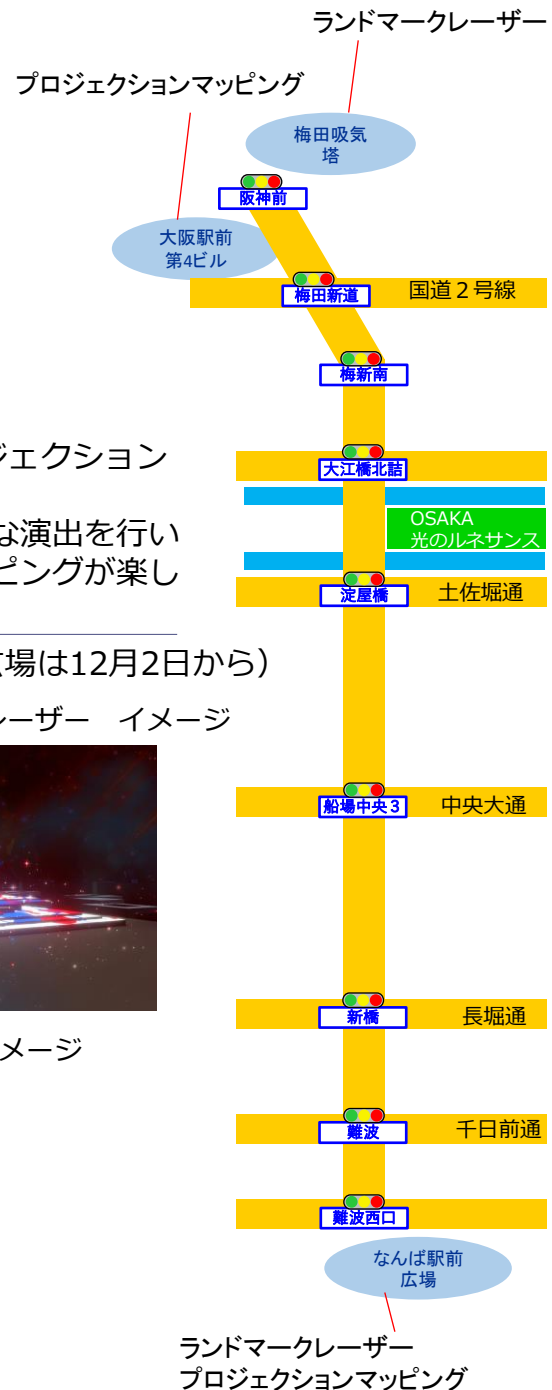 ランドマークレーザー
プロジェクションマッピング
梅田吸気
塔
阪神前
大阪駅前
第4ビル
梅田新道
国道２号線
梅新南
ジェクション
大江橋北詰
な演出を行い
OSAKA
光のルネサンス
ピングが楽し
淀屋橋
土佐堀通
広場は12月2日から）
レーザー　イメージ
船場中央３
中央大通
新橋
長堀通
メージ
難波
千日前通
難波西口
なんば駅前
広場
ランドマークレーザー
プロジェクションマッピング